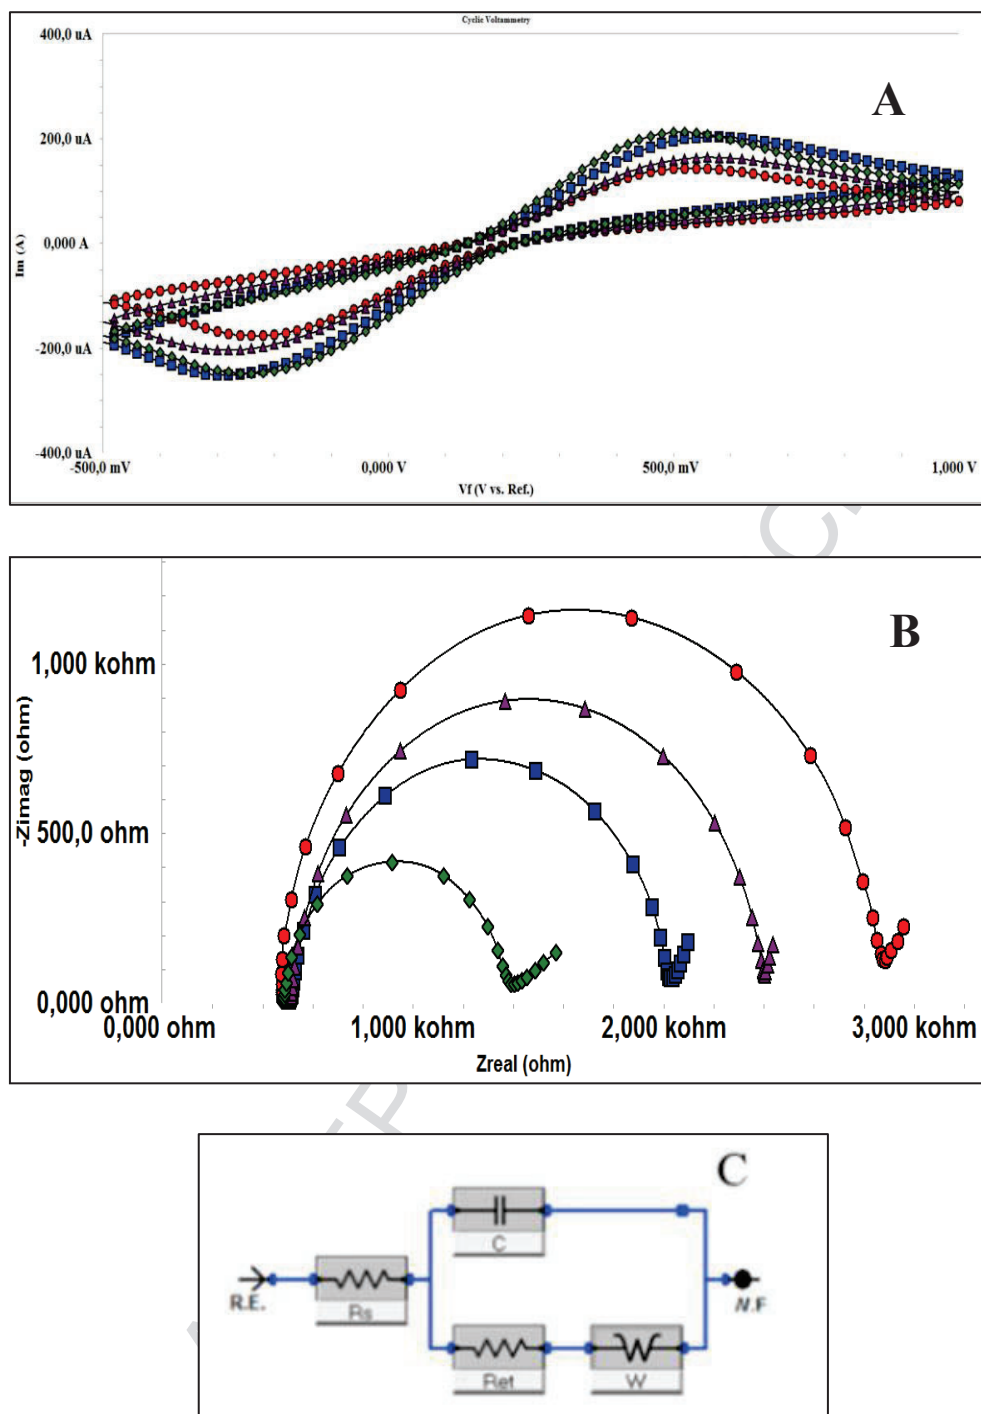 Cyclic Voltammetry
400,0 uA
A
200,0 uA
0,000 A
Im (A)
-200,0 uA
-400,0 uA
-500,0 mV
0,000 V
500,0 mV
1,000 V
Vf (V vs. Ref.)
B
1,000 kohm
-Zimag (ohm)
500,0 ohm
0,000 ohm
0,000 ohm
1,000 kohm
2,000 kohm
3,000 kohm
Zreal (ohm)
C
C
R.E.
Rs
Ret
W